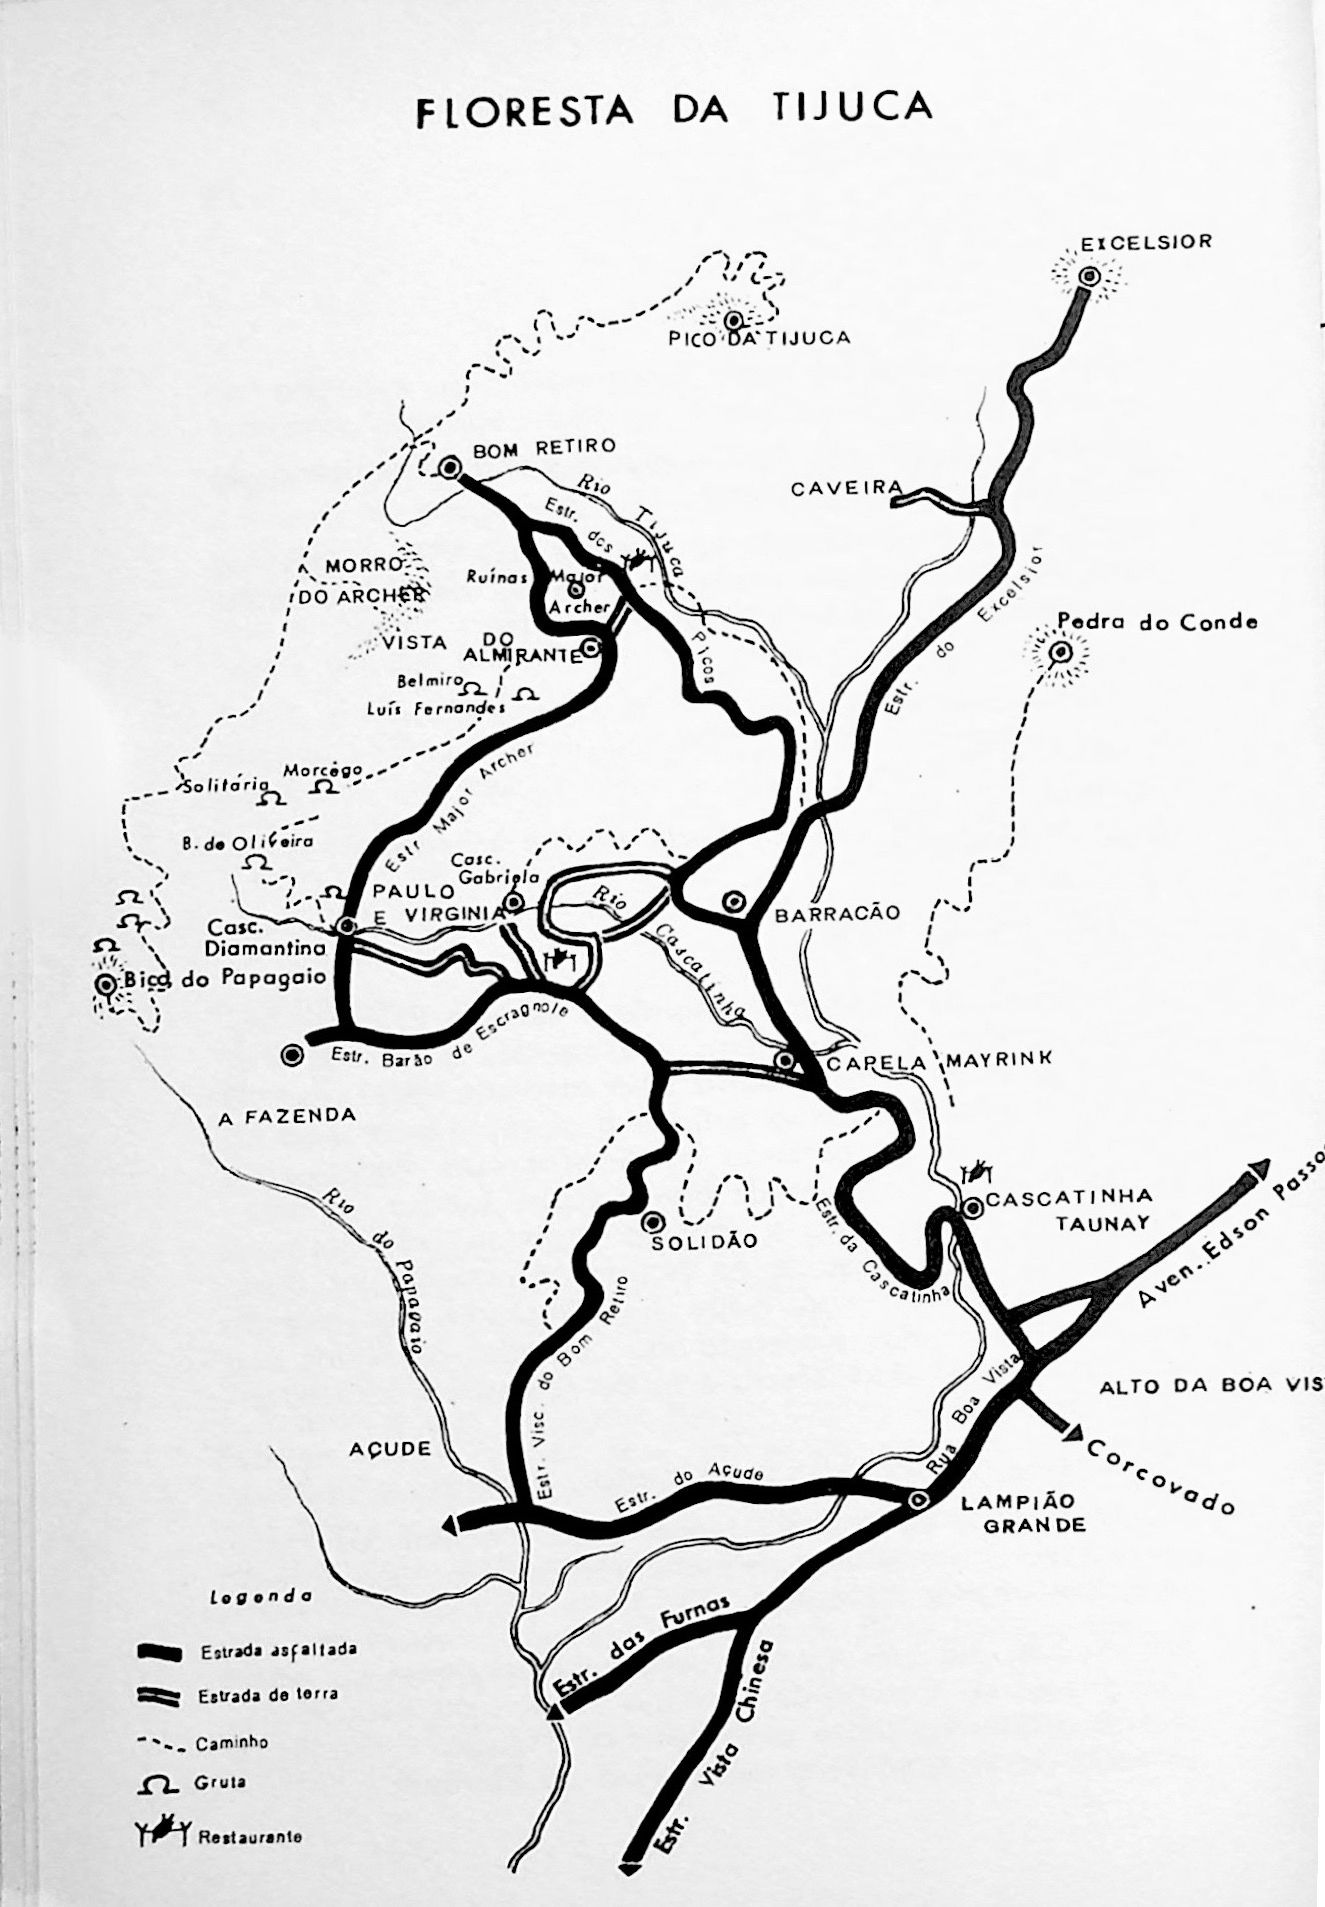 FLORESTA DA TIJUCA
EXCELSIOR
PICO DA TIJUCA
BOM RETIRO
Rio Tijuca
CAVEIRA
Estr. dos Picos
MORRO
DO ARCHER
Ruínas Major
Archer
Estr. do Excelsior
Pedra do Conde
VISTA DO
ALMIRANTE
Belmiro
Luís Fernandes
Morcêgo
Solitária
Estr Major Archer
B. de Oliveira
Casc.
Gabriela
PAULO
E VIRGINIA
Rio Cascatinha
BARRACÃO
Casc.
Diamantina
Bico do Papagaio
Estr. Barão de Escragnole
CAPELA MAYRINK
A FAZENDA
Rio do Papagaio
CASCATINHA
TAUNAY
SOLIDÃO
Estr. da Cascatinha
Aven. Edson Passo
Estr. Visc. do Bom Retiro
Rua Boa Vista
ALTO DA BOA VIS
Corcovado
AÇUDE
Estr. do Açude
LAMPIÃO
GRANDE
Estr. das Furnas
Estr. Vista Chinesa
Legenda
Estrada asfaltada
Estrada de terra
Caminho
Gruta
Restaurante